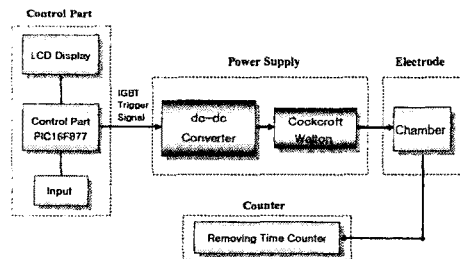 Control Part
LCD Display
Control Part
PIC16F877
Input
IGBT
Trigger
Signal
Power Supply
dc-dc
Converter
Cockcroft
Walton
Electrode
Chamber
Counter
Removing Time Counter